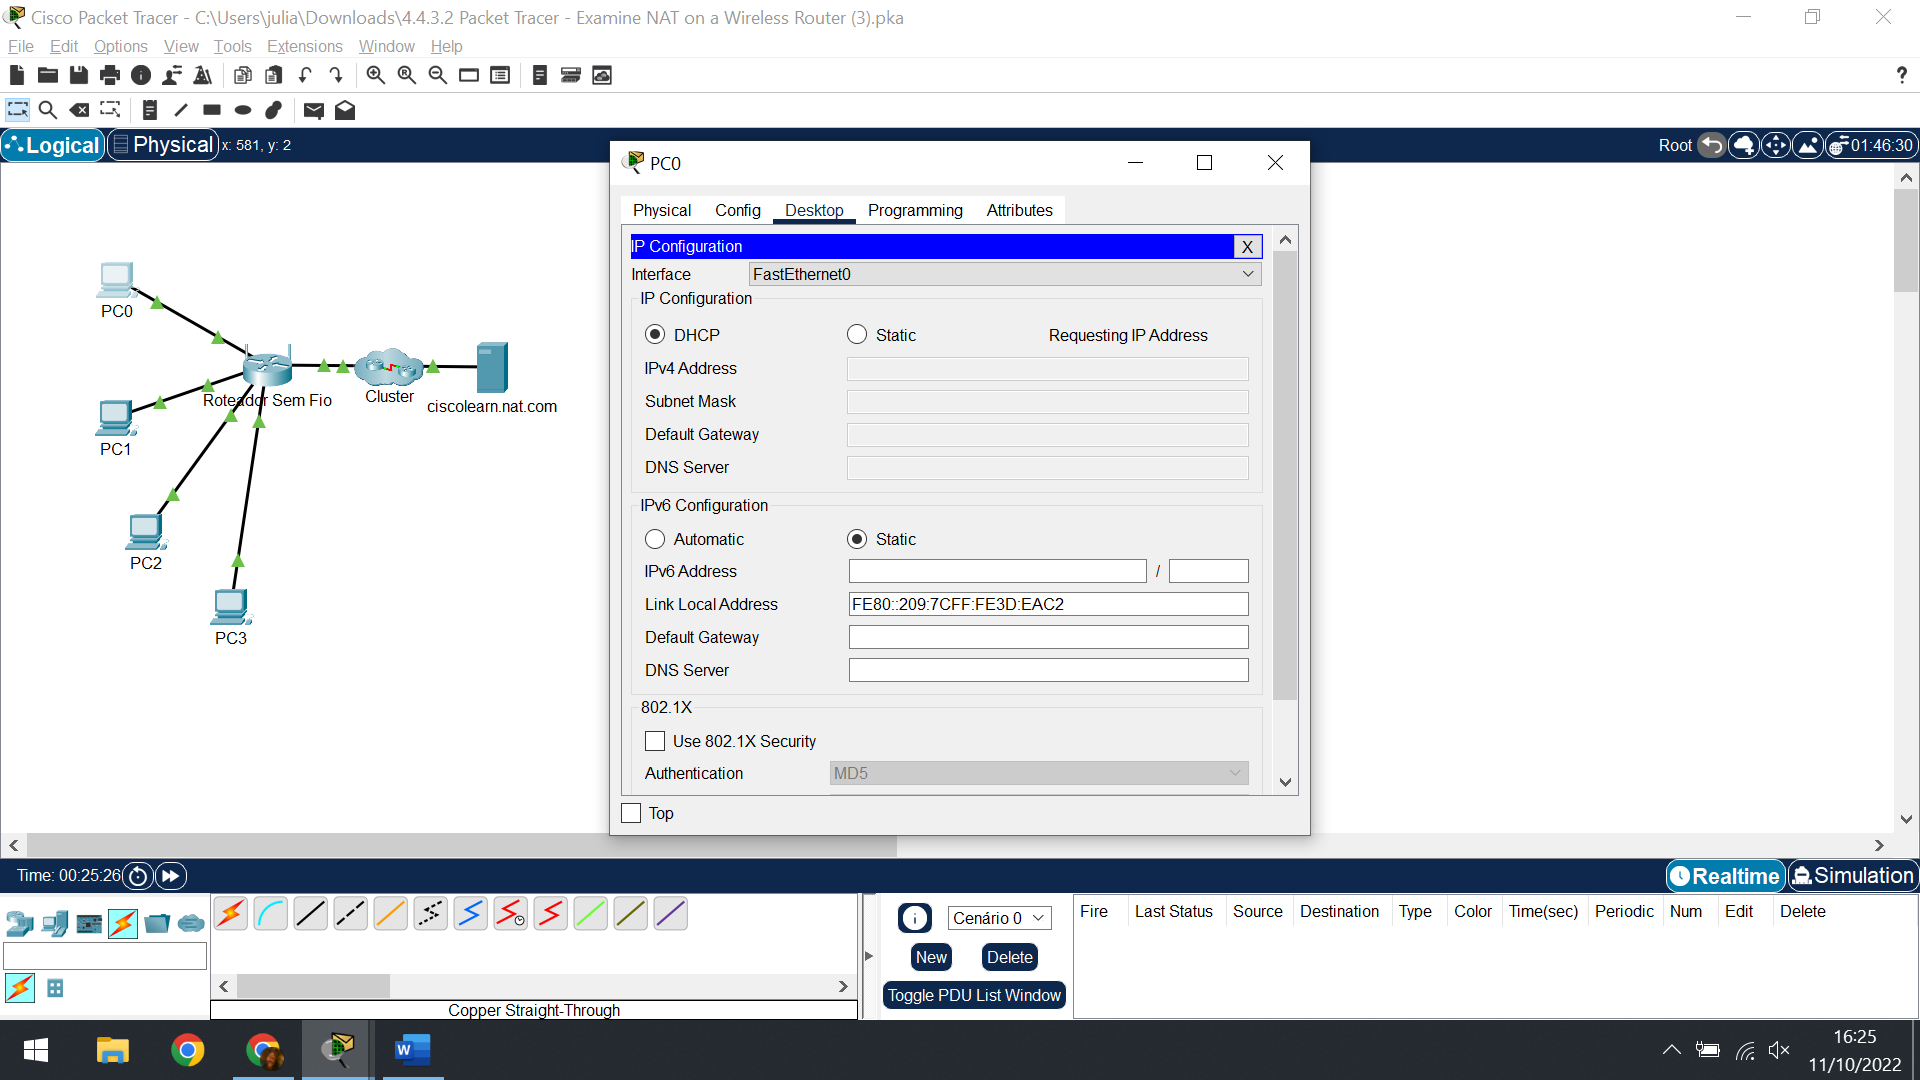 Cisco Packet Tracer - C:\Users\julia\Downloads\4.4.3.2 Packet Tracer - Examine NAT on a Wireless Router (3).pka
File Edit Options View Tools Extensions Window Help
?
Logical Physical x: 581, y: 2
Root 01:46:30
PC0
Physical Config Desktop Programming Attributes
IP Configuration X
Interface FastEthernet0
IP Configuration
DHCP Static Requesting IP Address
IPv4 Address
Subnet Mask
Default Gateway
DNS Server
IPv6 Configuration
Automatic Static
IPv6 Address /
Link Local Address FE80::209:7CFF:FE3D:EAC2
Default Gateway
DNS Server
802.1X
Use 802.1X Security
Authentication MD5
Top
PC0
Roteador Sem Fio
Cluster
ciscolearn.nat.com
PC1
PC2
PC3
Time: 00:25:26
Realtime Simulation
Copper Straight-Through
Cenário 0
New Delete
Toggle PDU List Window
Fire Last Status Source Destination Type Color Time(sec) Periodic Num Edit Delete
16:25
11/10/2022